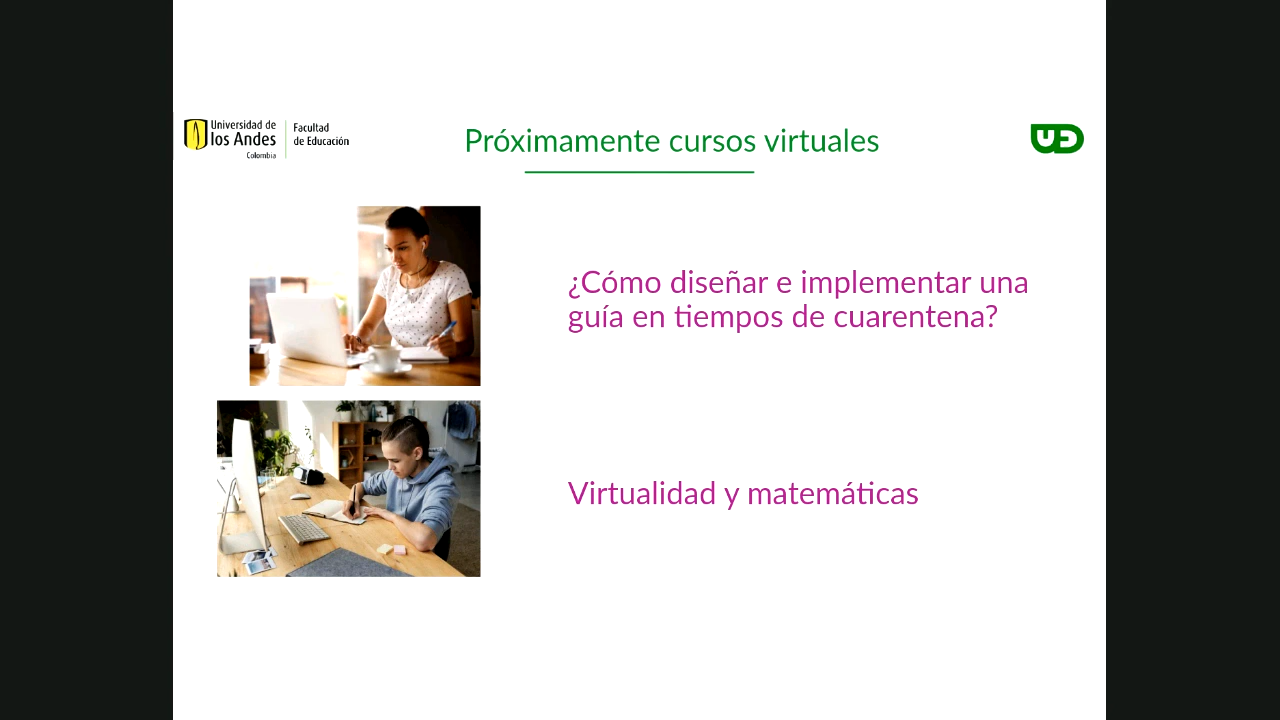 Universidad de
los Andes
Colombia
Facultad
de Educación
Próximamente cursos virtuales
¿Cómo diseñar e implementar una
guía en tiempos de cuarentena?
Virtualidad y matemáticas